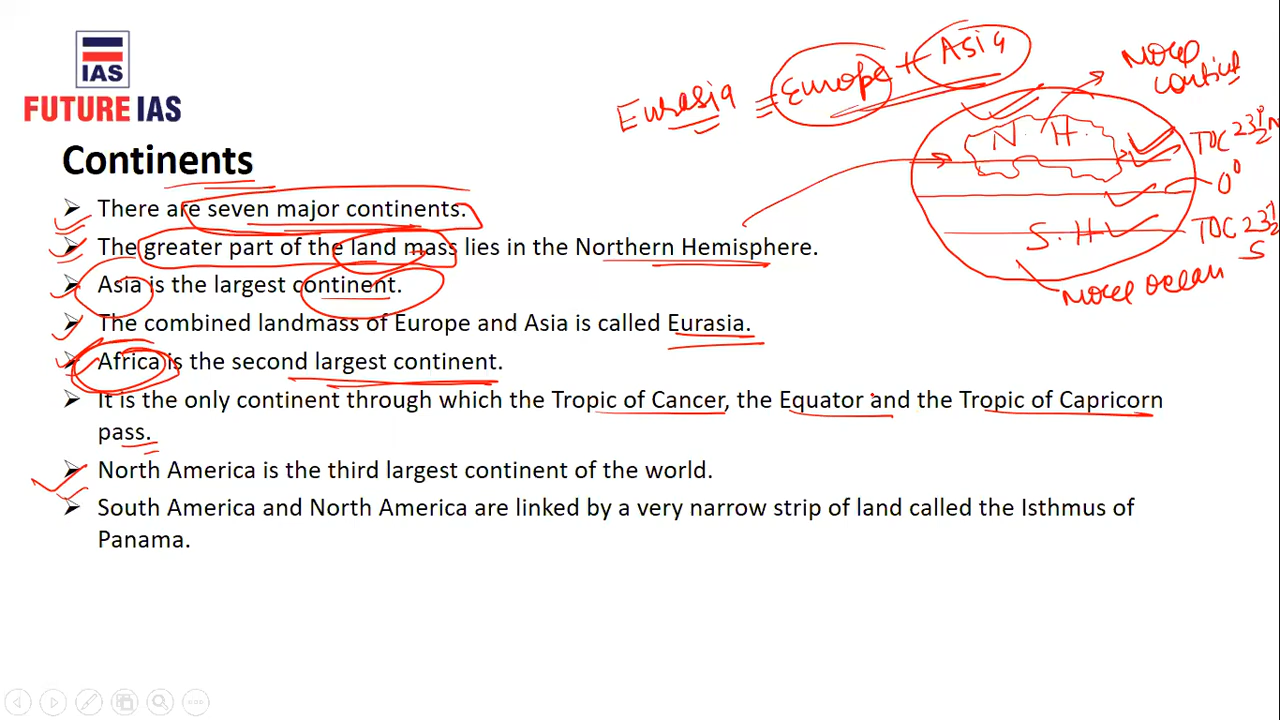 IAS
FUTURE IAS
Eurasia = Europe + Asia
More
N.H.
TOC 23½ N
0°
S.H
TOC 23½
S
More ocean
Continents
➢ There are seven major continents.
➢ The greater part of the land mass lies in the Northern Hemisphere.
➢ Asia is the largest continent.
➢ The combined landmass of Europe and Asia is called Eurasia.
➢ Africa is the second largest continent.
➢ It is the only continent through which the Tropic of Cancer, the Equator and the Tropic of Capricorn
pass.
➢ North America is the third largest continent of the world.
➢ South America and North America are linked by a very narrow strip of land called the Isthmus of
Panama.